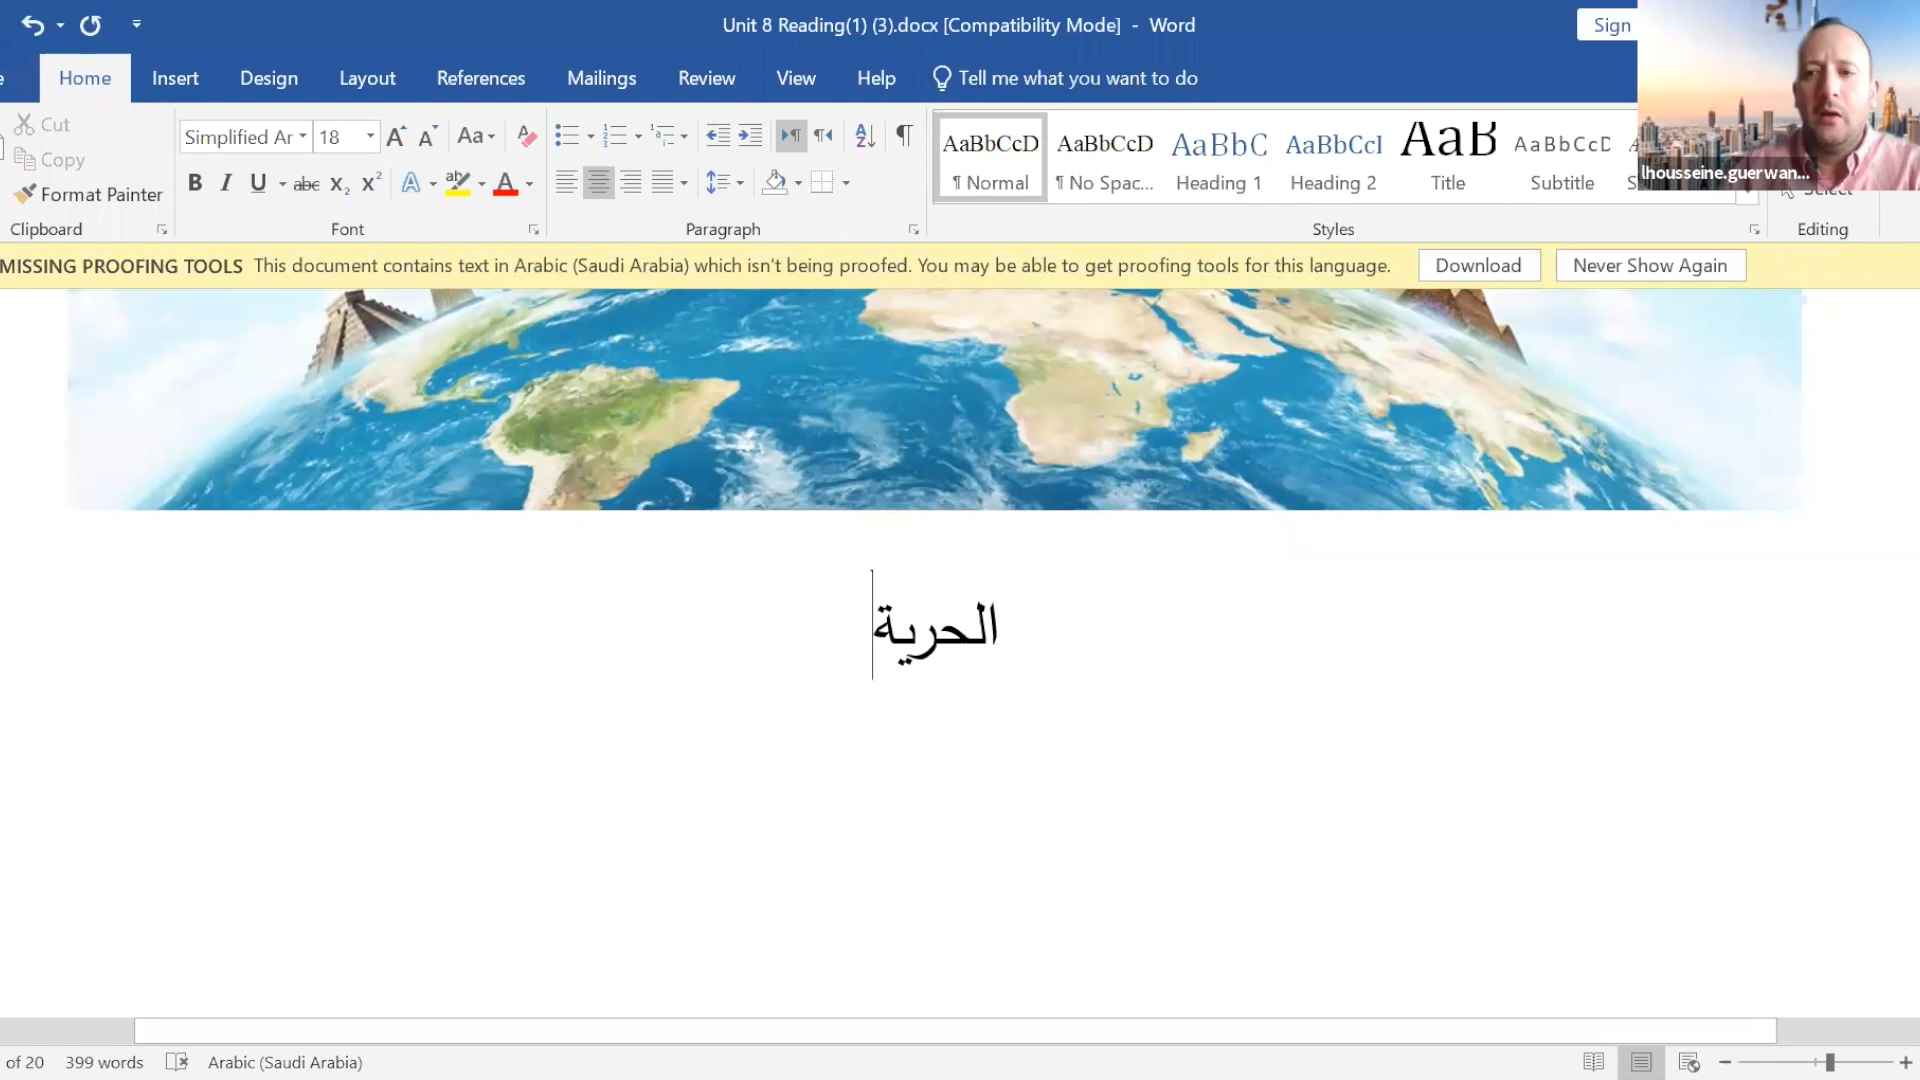 Unit 8 Reading(1) (3).docx [Compatibility Mode] - Word
Sign
Home Insert Design Layout References Mailings Review View Help Tell me what you want to do
Cut
Copy
Format Painter
Clipboard
Simplified Ar 18
Font
Paragraph
AaBbCcD AaBbCcD AaBbC AaBbCcI AaB AaBbCcD
¶ Normal ¶ No Spac... Heading 1 Heading 2 Title Subtitle
Styles
Editing
lhousseine.guerwan...
MISSING PROOFING TOOLS This document contains text in Arabic (Saudi Arabia) which isn't being proofed. You may be able to get proofing tools for this language. Download Never Show Again
الحرية
of 20 399 words Arabic (Saudi Arabia)